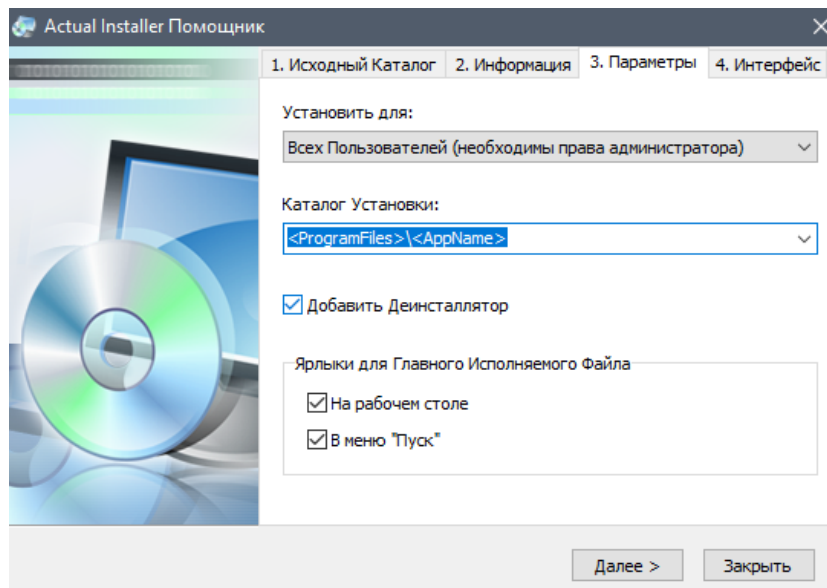 Actual Installer Помощник
1. Исходный Каталог 2. Информация 3. Параметры 4. Интерфейс
Установить для:
Всех Пользователей (необходимы права администратора)
Каталог Установки:
<ProgramFiles>\<AppName>
Добавить Деинсталлятор
Ярлыки для Главного Исполняемого Файла
На рабочем столе
В меню "Пуск"
Далее > Закрыть